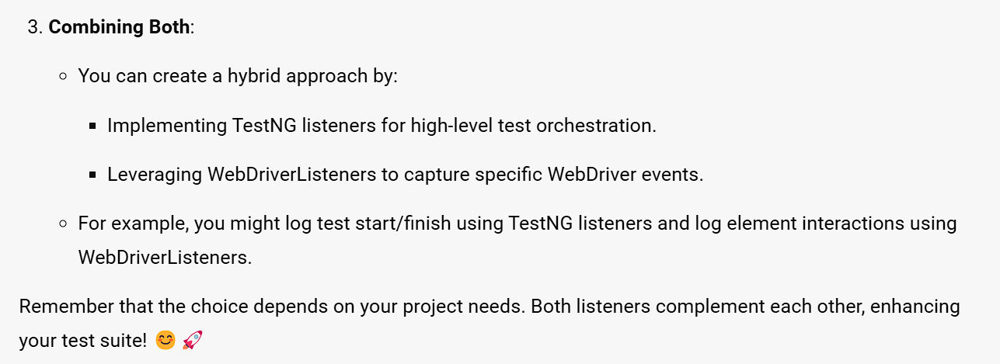 3. Combining Both:
○ You can create a hybrid approach by:
▪ Implementing TestNG listeners for high-level test orchestration.
▪ Leveraging WebDriverListeners to capture specific WebDriver events.
○ For example, you might log test start/finish using TestNG listeners and log element interactions using
WebDriverListeners.
Remember that the choice depends on your project needs. Both listeners complement each other, enhancing
your test suite! 😊 🚀